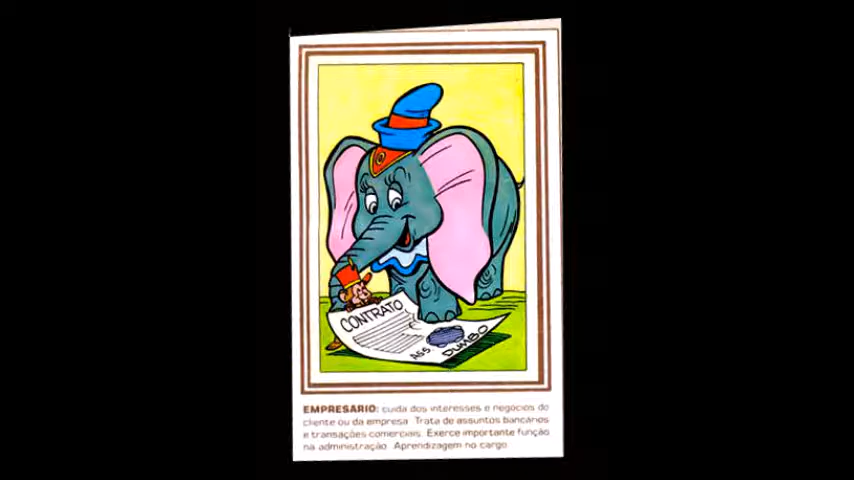 CONTRATO
ASS DUMBO
EMPRESARIO: cuida dos interesses e negócios do
cliente ou da empresa. Trata de assuntos bancários
e transações comerciais. Exerce importante função
na administração. Aprendizagem no cargo.